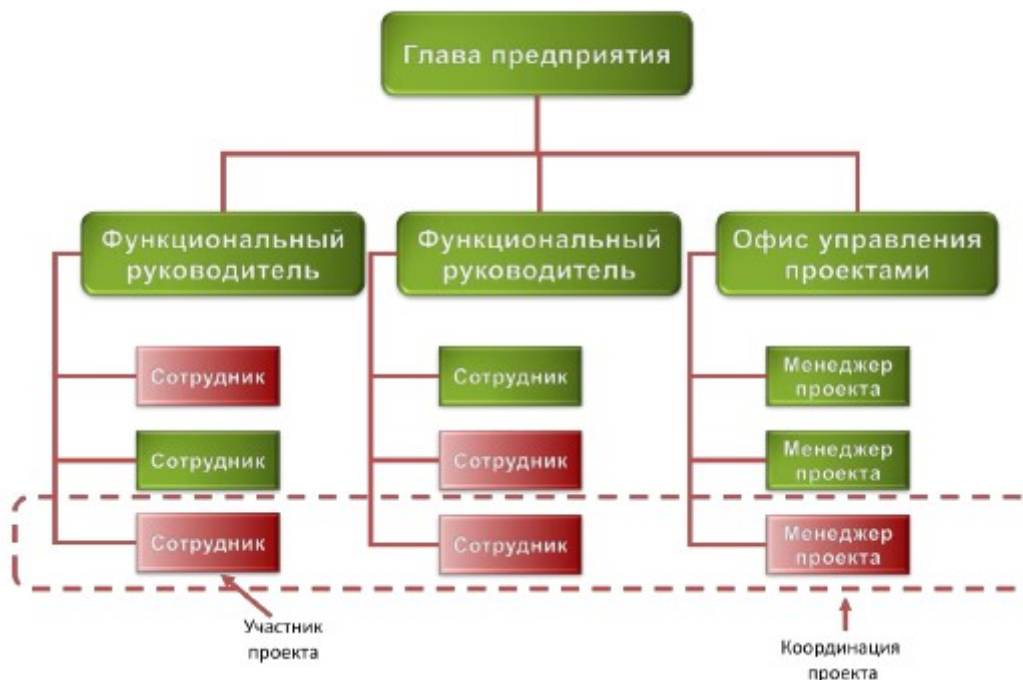 Глава предприятия
Функциональный
руководитель
Функциональный
руководитель
Офис управления
проектами
Сотрудник
Сотрудник
Менеджер
проекта
Сотрудник
Сотрудник
Менеджер
проекта
Сотрудник
Сотрудник
Менеджер
проекта
Участник
проекта
Координация
проекта